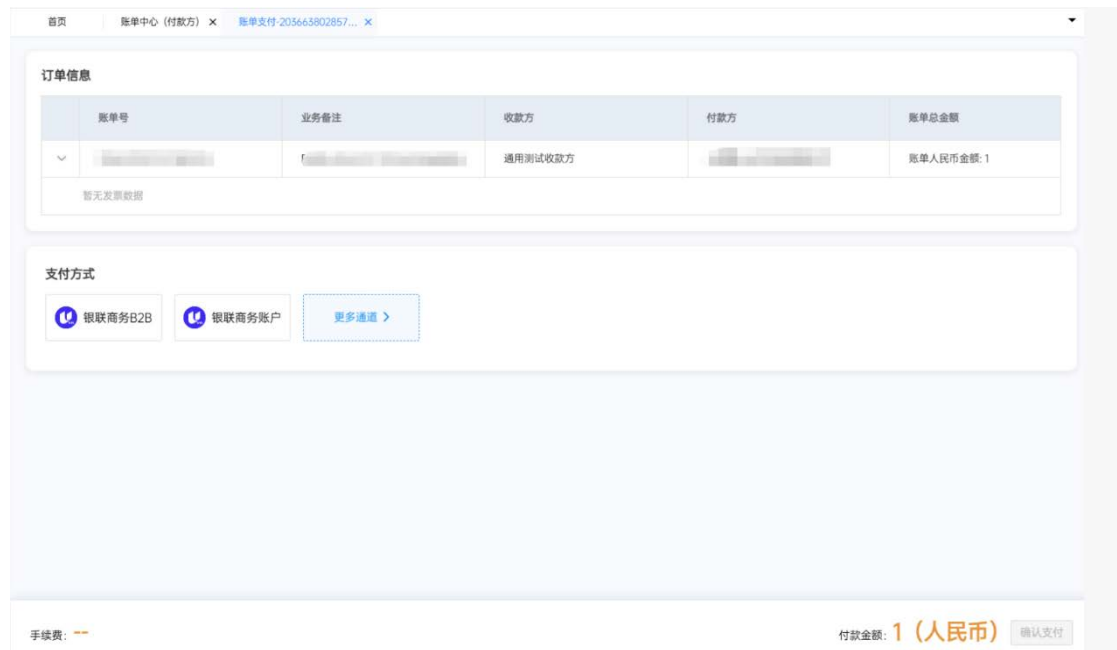 首页 账单中心（付款方） × 账单支付-203663802857... ×
订单信息
账单号 业务备注 收款方 付款方 账单总金额
通用测试收款方 账单人民币金额: 1
暂无发票数据
支付方式
银联商务B2B 银联商务账户 更多通道
手续费: -- 付款金额: 1（人民币） 确认支付